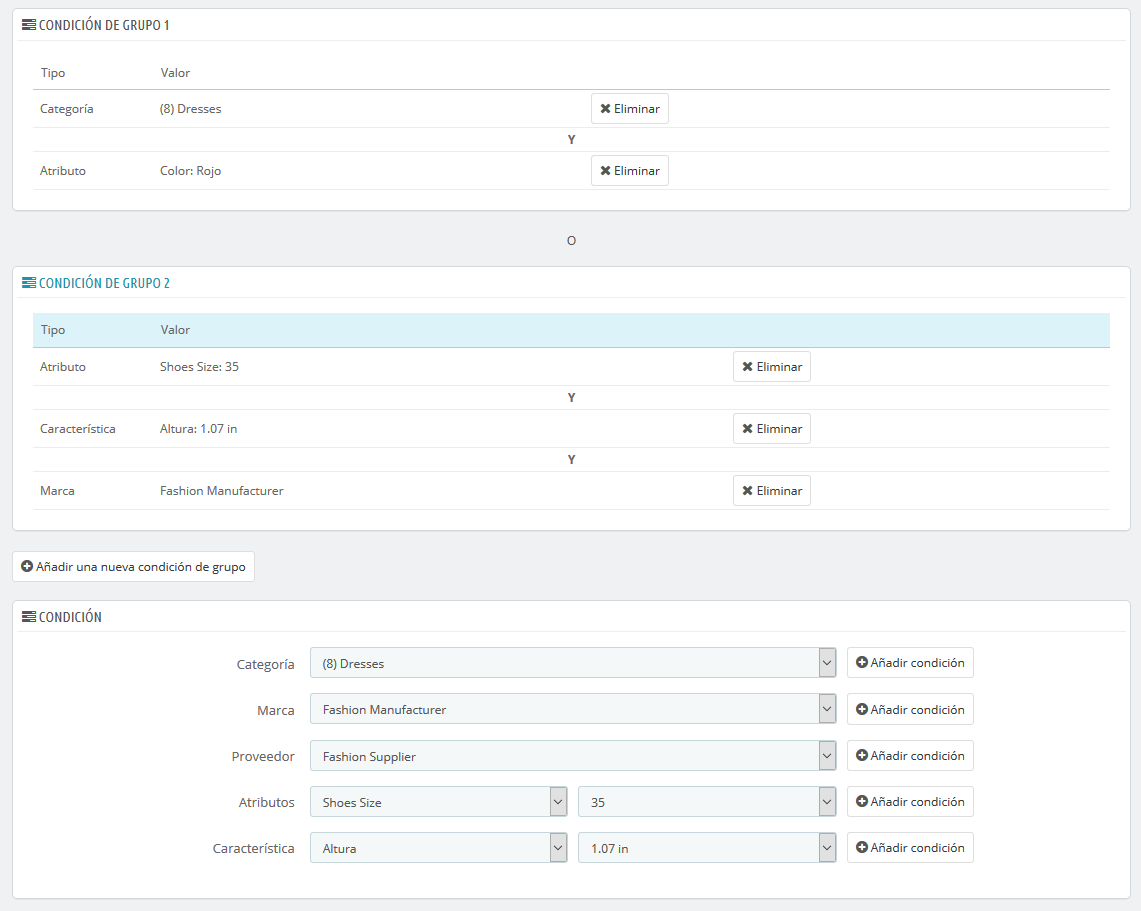 CONDICIÓN DE GRUPO 1
Tipo Valor
Categoría (8) Dresses Eliminar
Y
Atributo Color: Rojo Eliminar
O
CONDICIÓN DE GRUPO 2
Tipo Valor
Atributo Shoes Size: 35 Eliminar
Y
Característica Altura: 1.07 in Eliminar
Y
Marca Fashion Manufacturer Eliminar
Añadir una nueva condición de grupo
CONDICIÓN
Categoría (8) Dresses Añadir condición
Marca Fashion Manufacturer Añadir condición
Proveedor Fashion Supplier Añadir condición
Atributos Shoes Size 35 Añadir condición
Característica Altura 1.07 in Añadir condición